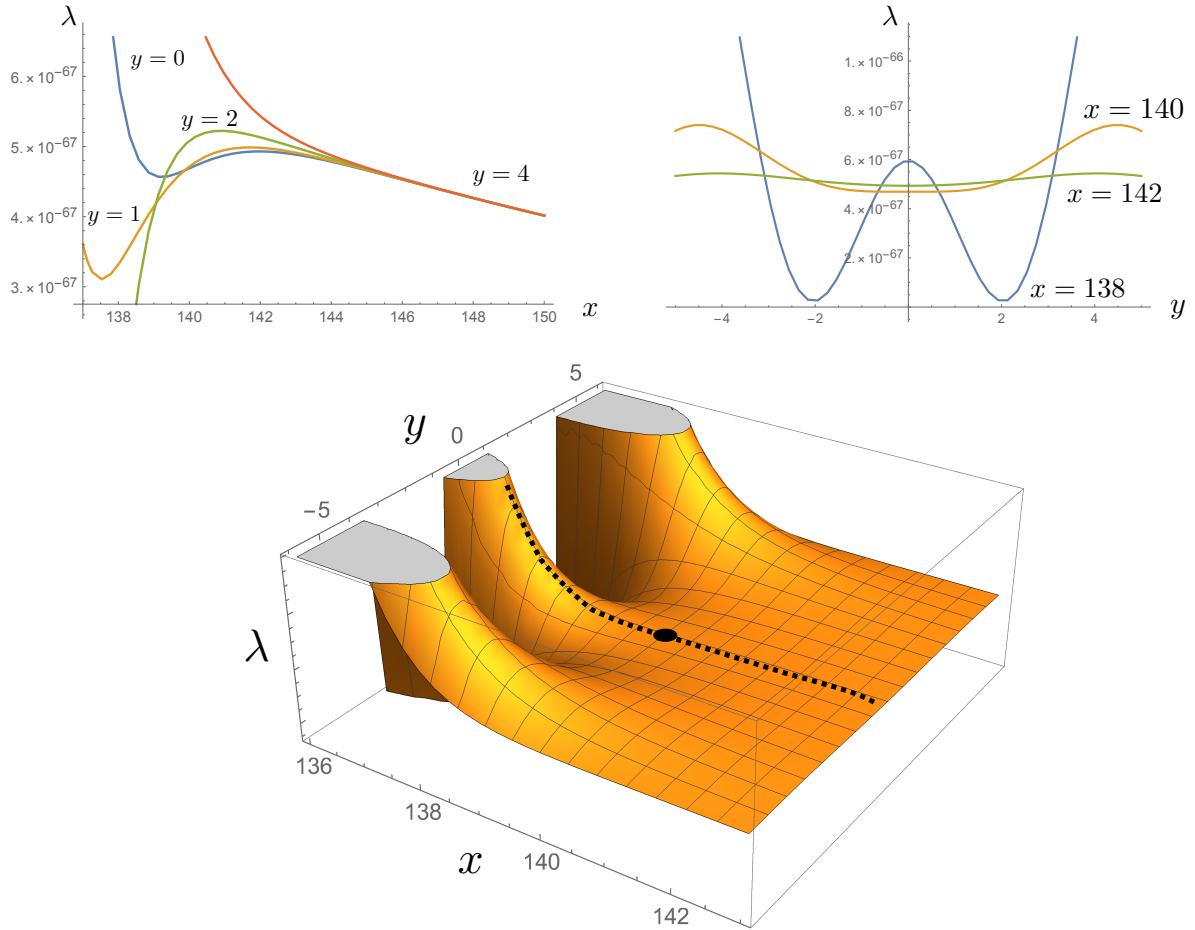 λ
y = 0
6. × 10⁻⁶⁷
y = 2
5. × 10⁻⁶⁷
y = 4
y = 1
4. × 10⁻⁶⁷
3. × 10⁻⁶⁷
138 140 142 144 146 148 150
x
λ
1. × 10⁻⁶⁶
x = 140
8. × 10⁻⁶⁷
6. × 10⁻⁶⁷
x = 142
4. × 10⁻⁶⁷
2. × 10⁻⁶⁷
x = 138
−4 −2 2 4
y
5
y
0
−5
λ
136
138
x
140
142